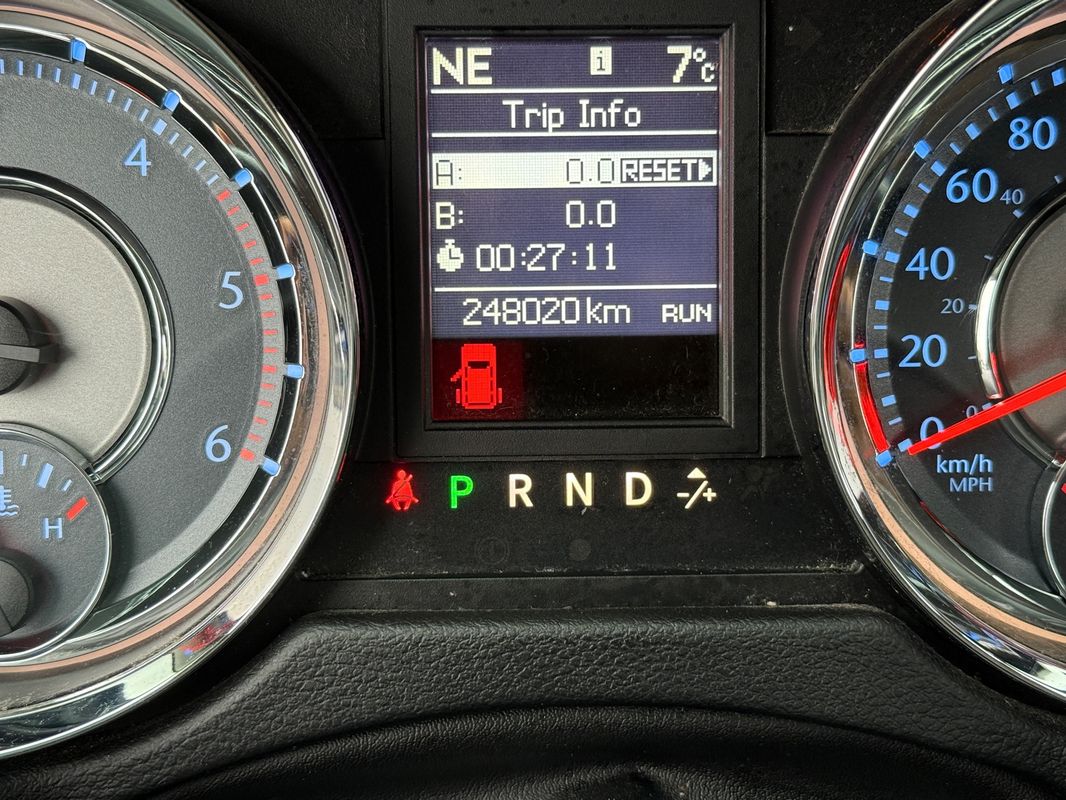 NE i 7°C
Trip Info
A: 0.0 RESET
B: 0.0
00:27:11
248020 km RUN
P R N D -/+
4
5
6
H
80
60 40
40
20
20
0 0
km/h
MPH